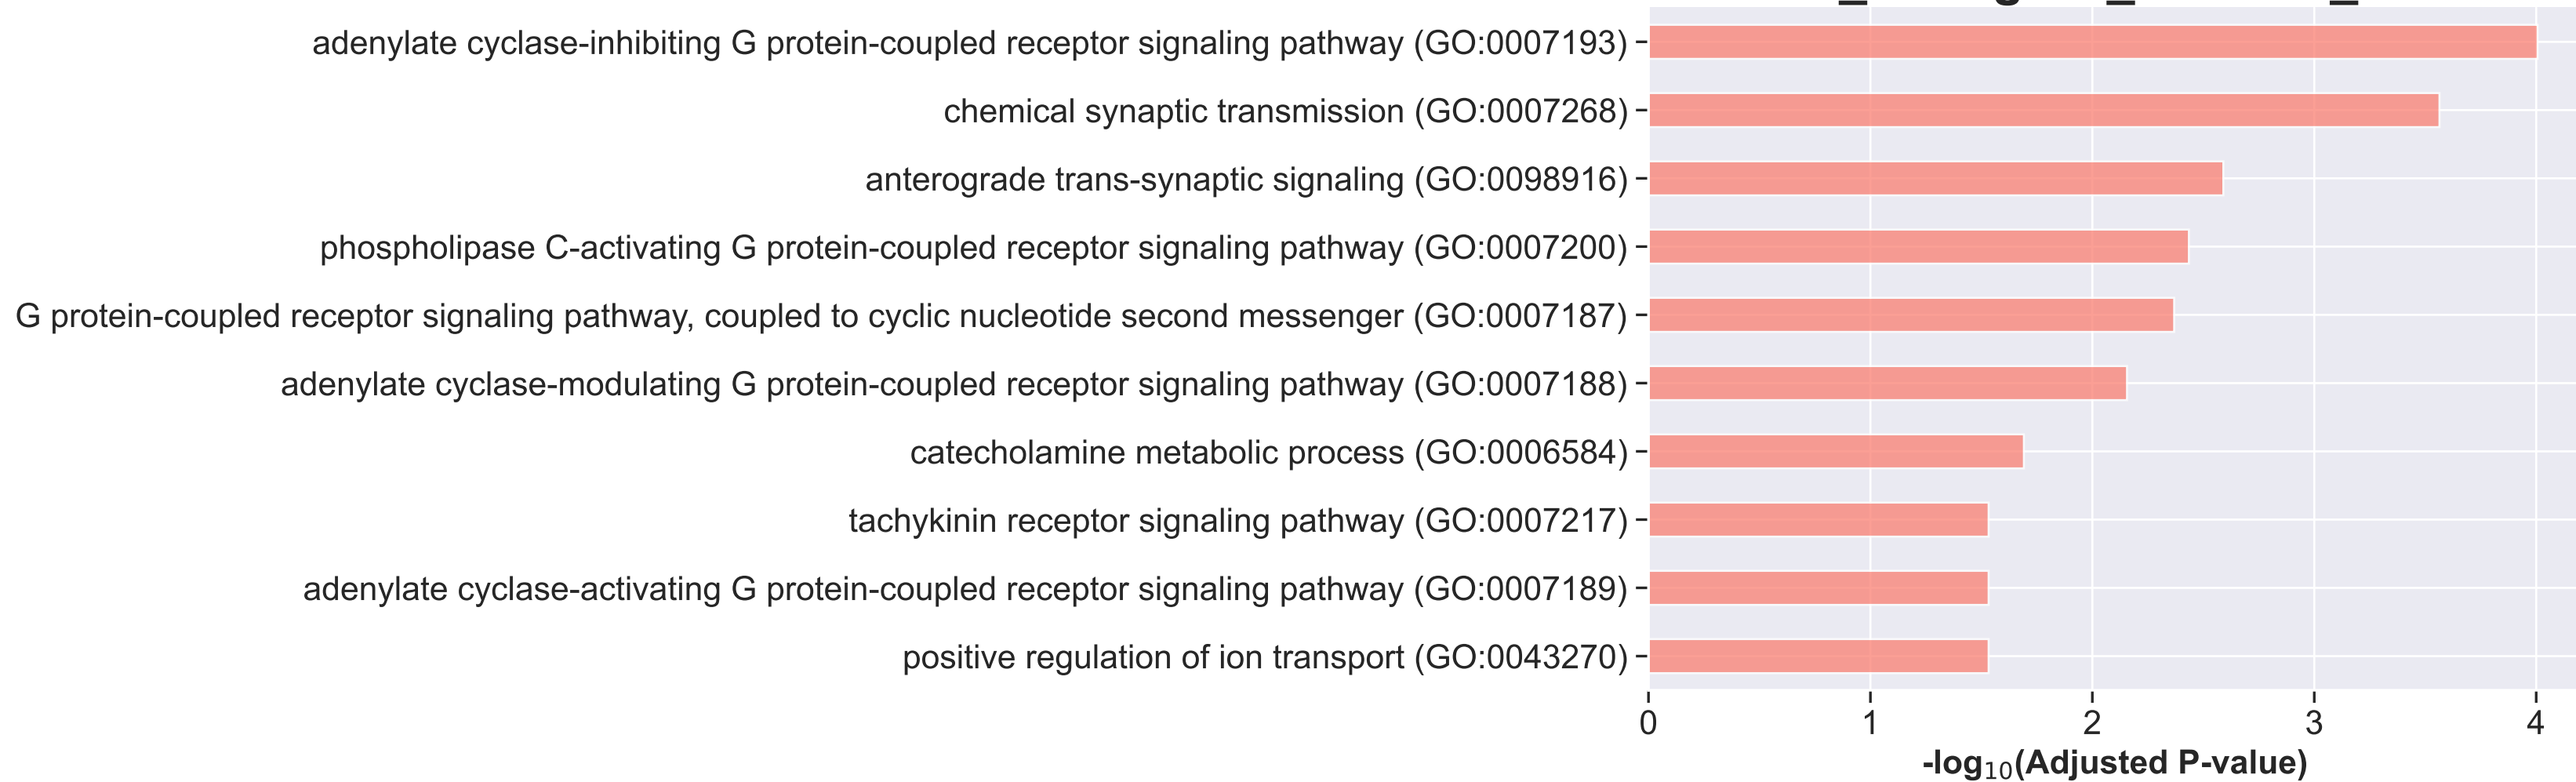 adenylate cyclase-inhibiting G protein-coupled receptor signaling pathway (GO:0007193)
chemical synaptic transmission (GO:0007268)
anterograde trans-synaptic signaling (GO:0098916)
phospholipase C-activating G protein-coupled receptor signaling pathway (GO:0007200)
G protein-coupled receptor signaling pathway, coupled to cyclic nucleotide second messenger (GO:0007187)
adenylate cyclase-modulating G protein-coupled receptor signaling pathway (GO:0007188)
catecholamine metabolic process (GO:0006584)
tachykinin receptor signaling pathway (GO:0007217)
adenylate cyclase-activating G protein-coupled receptor signaling pathway (GO:0007189)
positive regulation of ion transport (GO:0043270)
0 1 2 3 4
-log₁₀(Adjusted P-value)